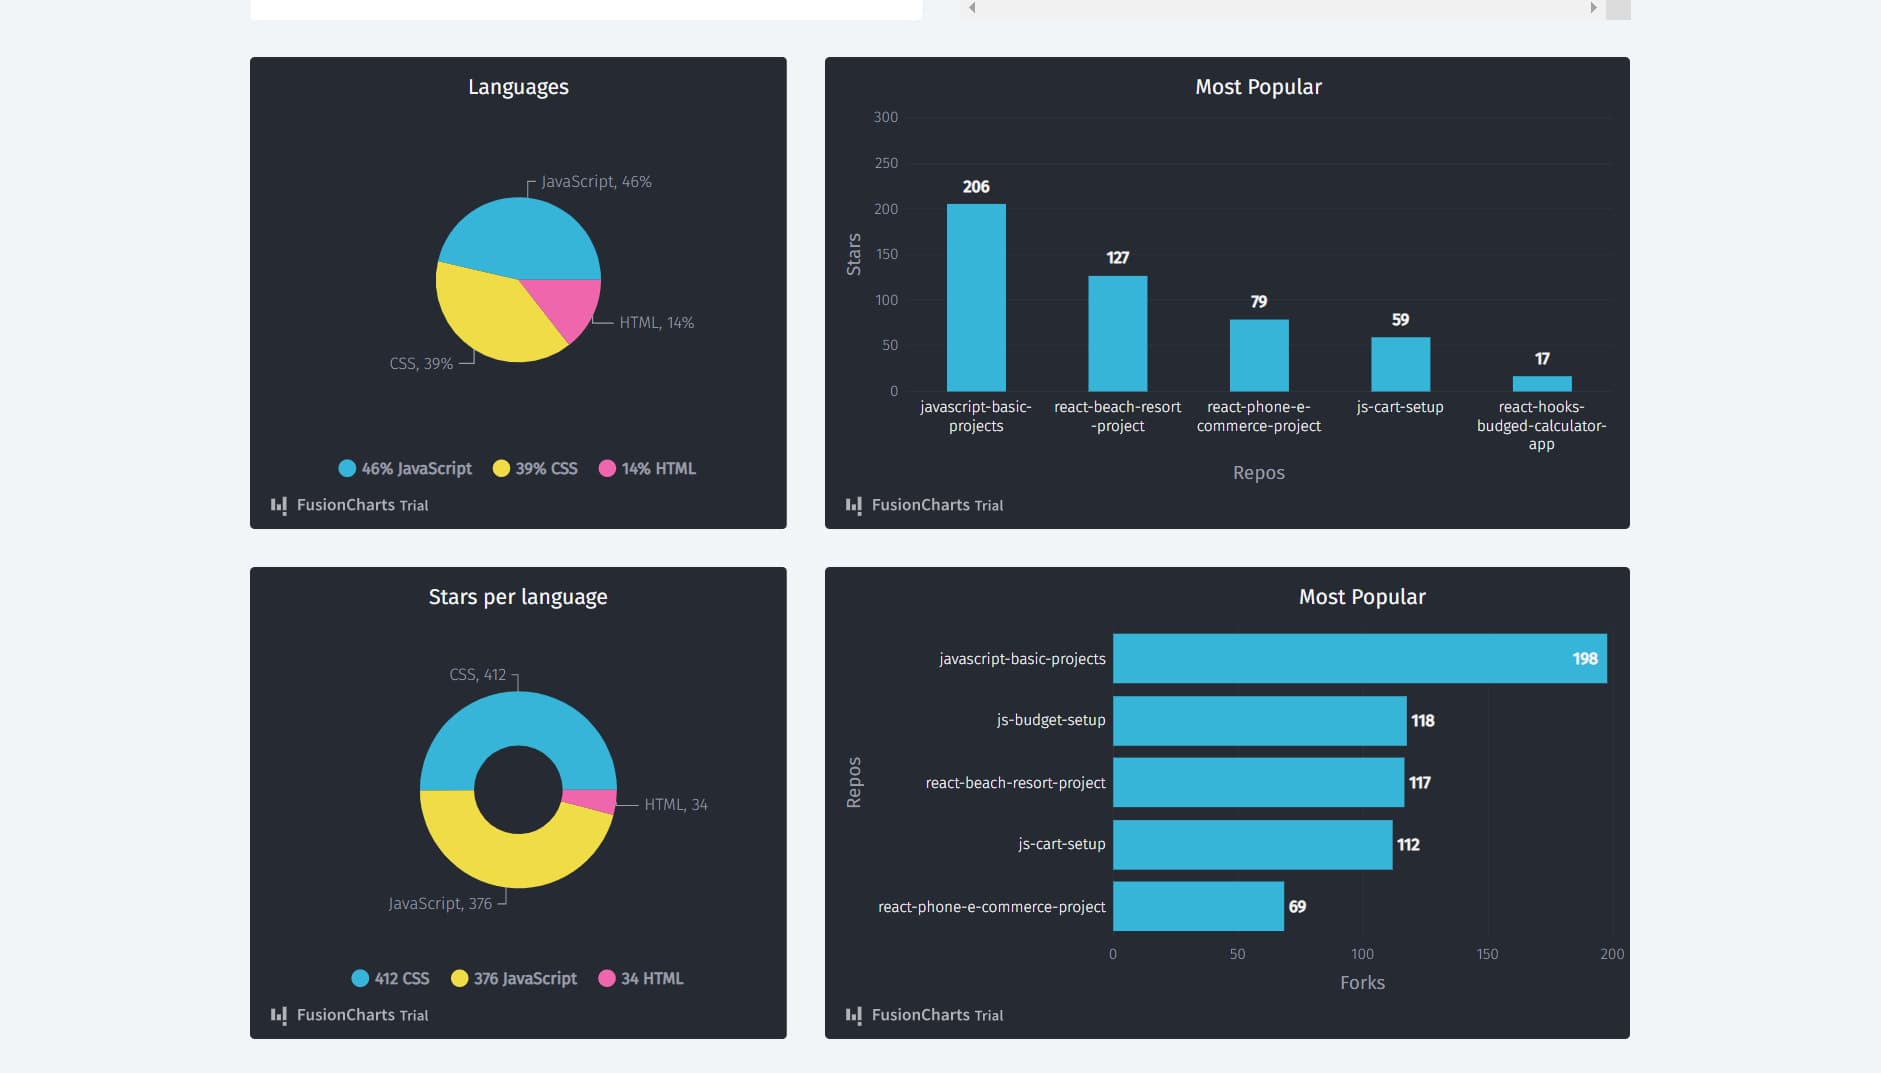 Languages
JavaScript, 46%
HTML, 14%
CSS, 39%
46% JavaScript 39% CSS 14% HTML
FusionCharts Trial
Most Popular
300
250
200
150
100
50
0
Stars
206
127
79
59
17
javascript-basic-
projects
react-beach-resort
-project
react-phone-e-
commerce-project
js-cart-setup
react-hooks-
budged-calculator-
app
Repos
FusionCharts Trial
Stars per language
CSS, 412
HTML, 34
JavaScript, 376
412 CSS 376 JavaScript 34 HTML
FusionCharts Trial
Most Popular
Repos
javascript-basic-projects 198
js-budget-setup 118
react-beach-resort-project 117
js-cart-setup 112
react-phone-e-commerce-project 69
0 50 100 150 200
Forks
FusionCharts Trial